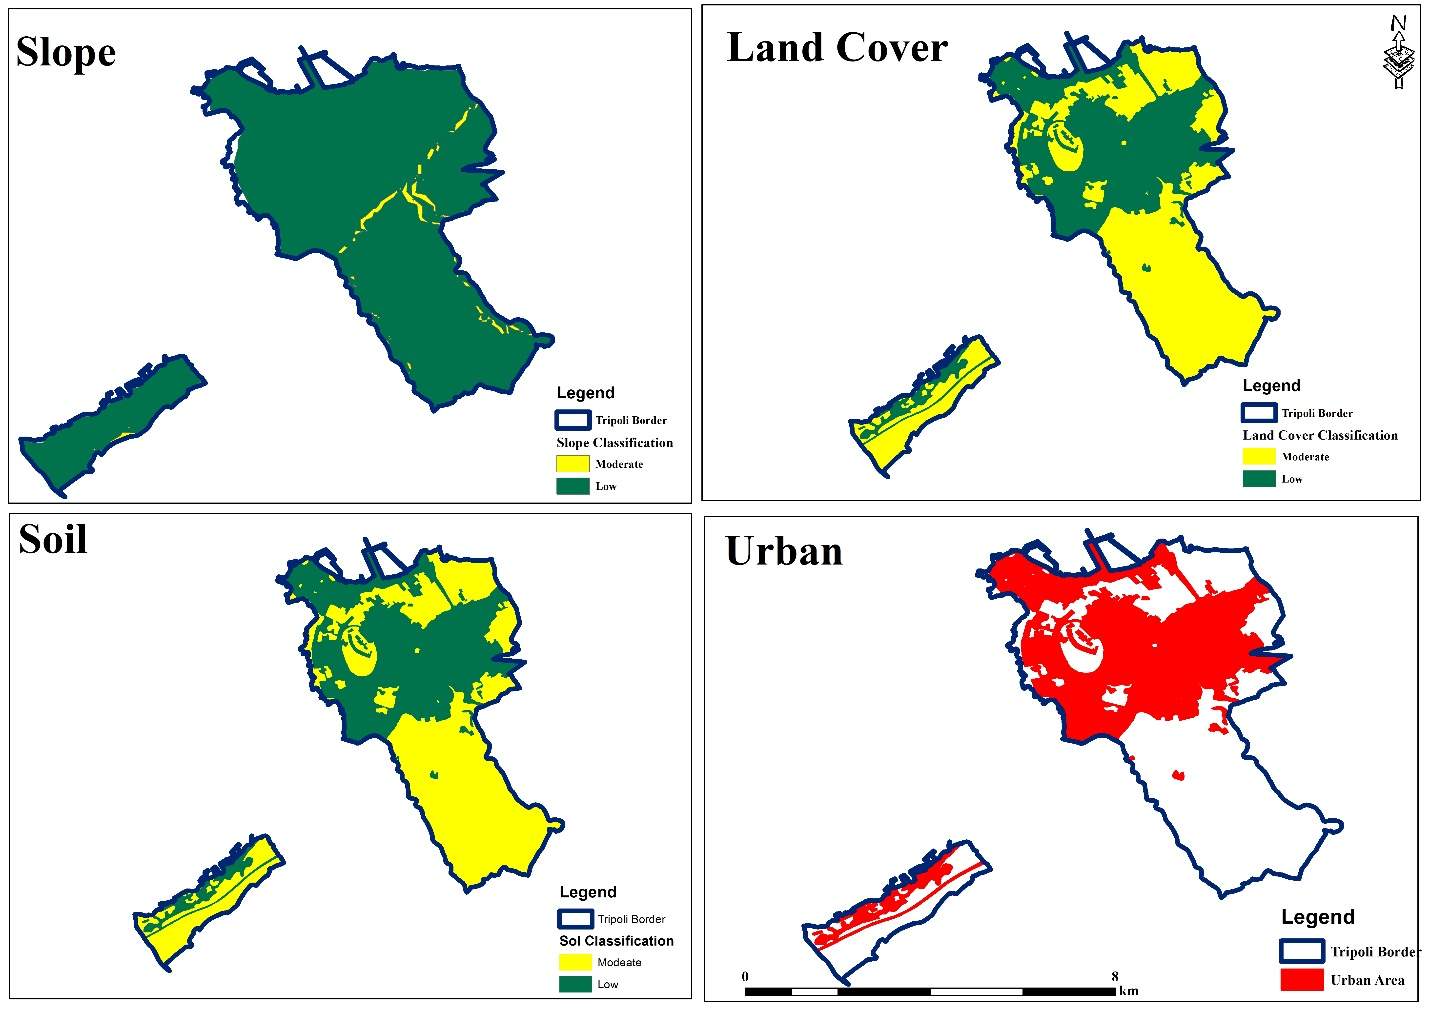 Slope
Legend
Tripoli Border
Slope Classification
Moderate
Low
Land Cover
N
Legend
Tripoli Border
Land Cover Classification
Moderate
Low
Soil
Legend
Tripoli Border
Sol Classification
Modeate
Low
Urban
Legend
Tripoli Border
Urban Area
0 8
km